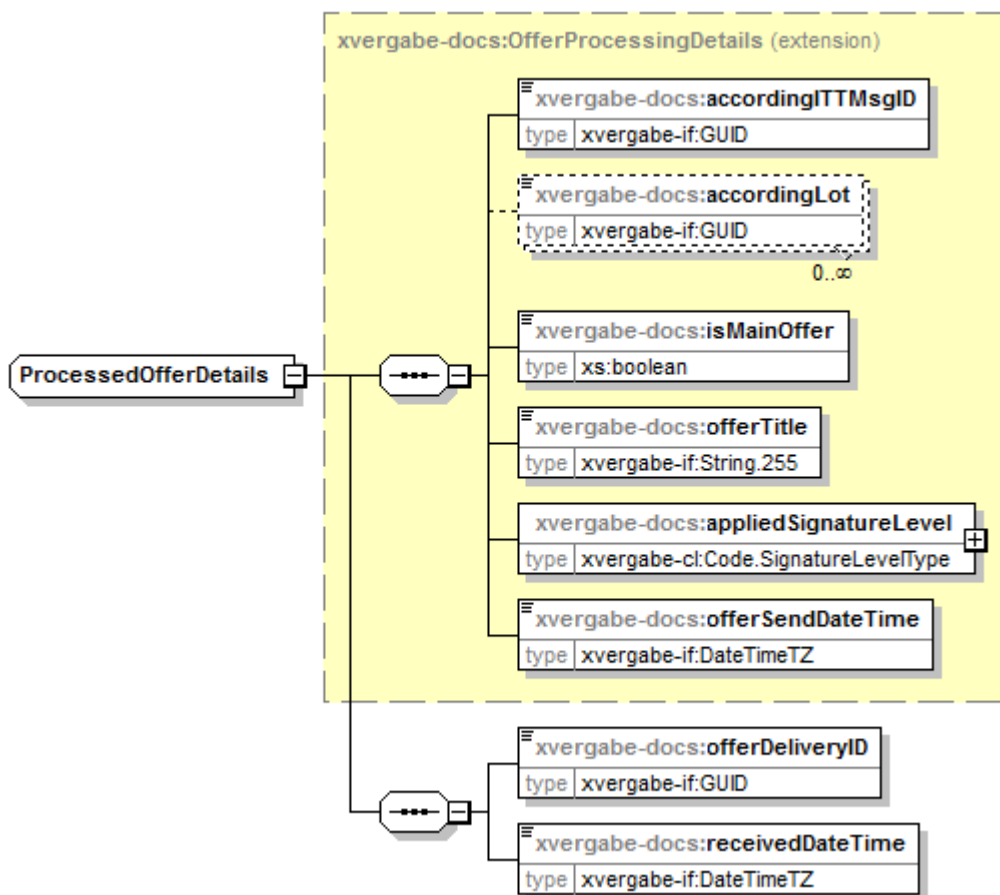 xvergabe-docs:OfferProcessingDetails (extension)
xvergabe-docs:accordingITTMsgID
type xvergabe-if:GUID
xvergabe-docs:accordingLot
type xvergabe-if:GUID
0..∞
xvergabe-docs:isMainOffer
type xs:boolean
ProcessedOfferDetails
xvergabe-docs:offerTitle
type xvergabe-if:String.255
xvergabe-docs:appliedSignatureLevel
type xvergabe-cl:Code.SignatureLevelType
xvergabe-docs:offerSendDateTime
type xvergabe-if:DateTimeTZ
xvergabe-docs:offerDeliveryID
type xvergabe-if:GUID
xvergabe-docs:receivedDateTime
type xvergabe-if:DateTimeTZ